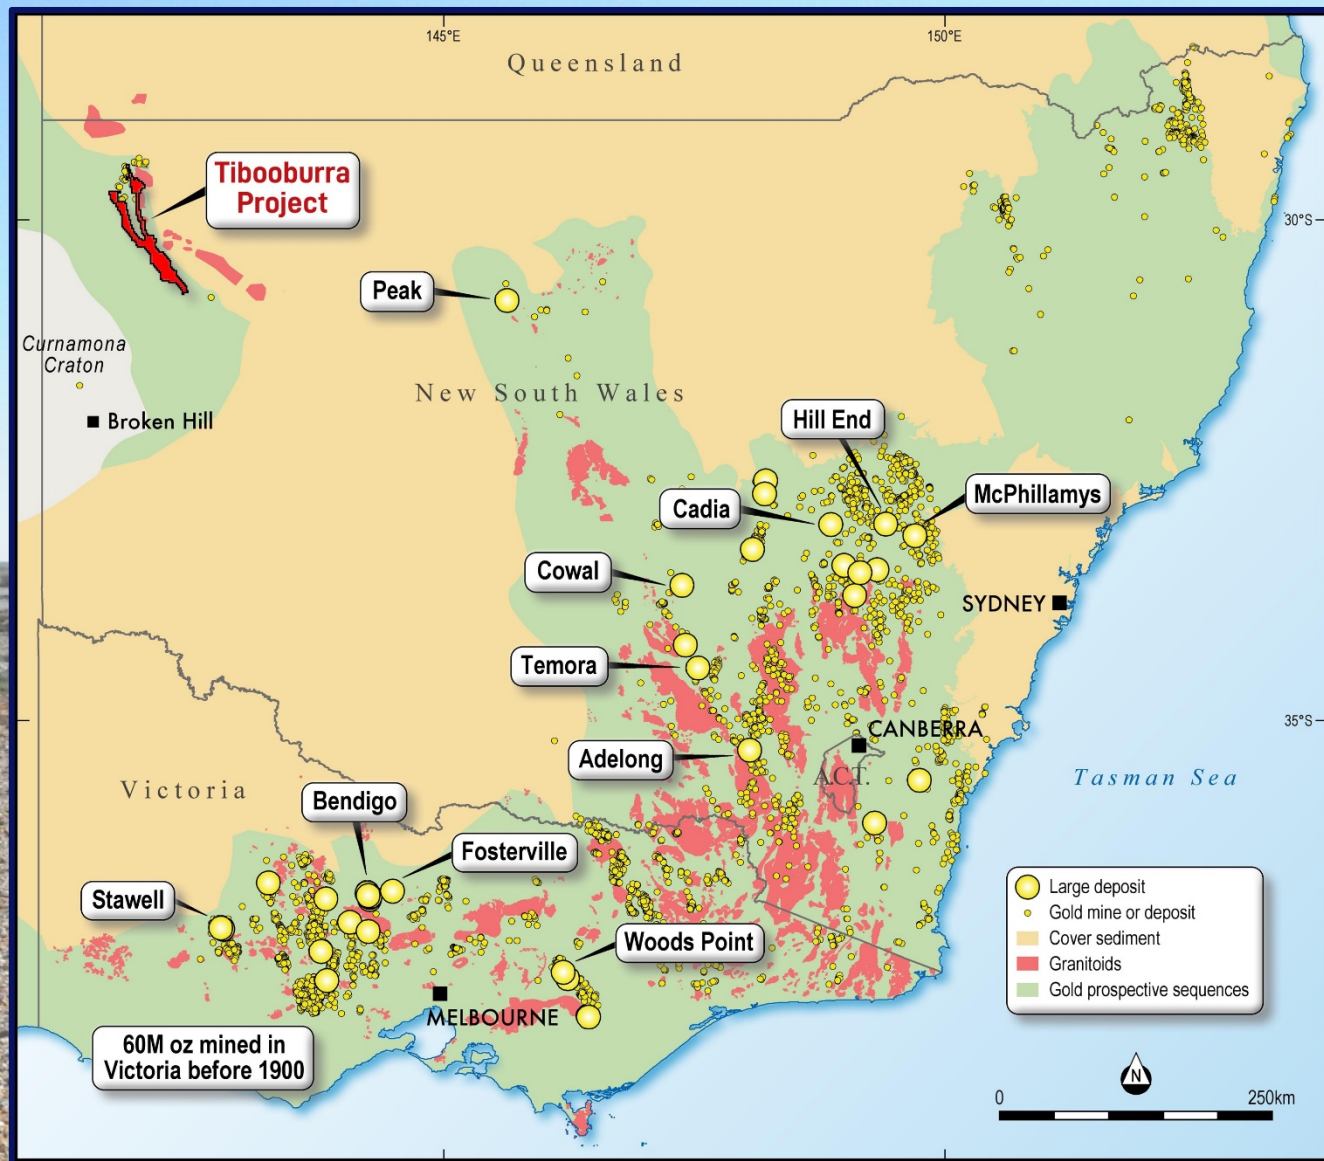 145°E
150°E
Queensland
Tibooburra
Project
30°S
Peak
Curnamona
Craton
New South Wales
Broken Hill
Hill End
Cadia
McPhillamys
Cowal
SYDNEY
Temora
35°S
CANBERRA
Adelong
A.C.T.
Tasman Sea
Victoria
Bendigo
Fosterville
Stawell
Woods Point
MELBOURNE
60M oz mined in
Victoria before 1900
Large deposit
Gold mine or deposit
Cover sediment
Granitoids
Gold prospective sequences
N
0
250km